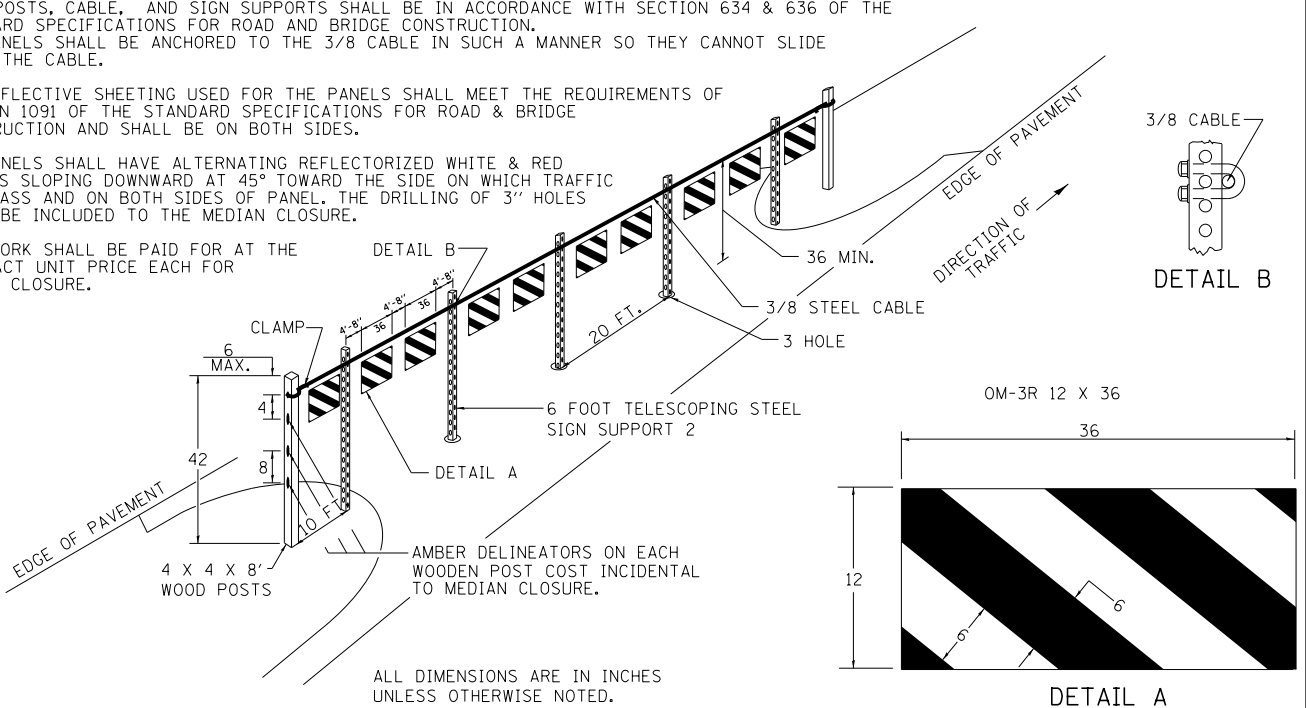 POSTS, CABLE, AND SIGN SUPPORTS SHALL BE IN ACCORDANCE WITH SECTION 634 & 636 OF THE
ARD SPECIFICATIONS FOR ROAD AND BRIDGE CONSTRUCTION.
ANELS SHALL BE ANCHORED TO THE 3/8 CABLE IN SUCH A MANNER SO THEY CANNOT SLIDE
THE CABLE.
FLECTIVE SHEETING USED FOR THE PANELS SHALL MEET THE REQUIREMENTS OF
N 1091 OF THE STANDARD SPECIFICATIONS FOR ROAD & BRIDGE
RUCTION AND SHALL BE ON BOTH SIDES.
NELS SHALL HAVE ALTERNATING REFLECTORIZED WHITE & RED
S SLOPING DOWNWARD AT 45° TOWARD THE SIDE ON WHICH TRAFFIC
ASS AND ON BOTH SIDES OF PANEL. THE DRILLING OF 3'' HOLES
BE INCLUDED TO THE MEDIAN CLOSURE.
ORK SHALL BE PAID FOR AT THE
ACT UNIT PRICE EACH FOR
CLOSURE.
DETAIL B
4'-8''
36
4'-8''
36
4'-8''
CLAMP
6
MAX.
4
42
8
10 FT.
20 FT.
EDGE OF PAVEMENT
4 X 4 X 8'
WOOD POSTS
DETAIL A
6 FOOT TELESCOPING STEEL
SIGN SUPPORT 2
AMBER DELINEATORS ON EACH
WOODEN POST COST INCIDENTAL
TO MEDIAN CLOSURE.
36 MIN.
3/8 STEEL CABLE
3 HOLE
EDGE OF PAVEMENT
DIRECTION OF
TRAFFIC
3/8 CABLE
DETAIL B
OM-3R 12 X 36
36
12
6
6
DETAIL A
ALL DIMENSIONS ARE IN INCHES
UNLESS OTHERWISE NOTED.